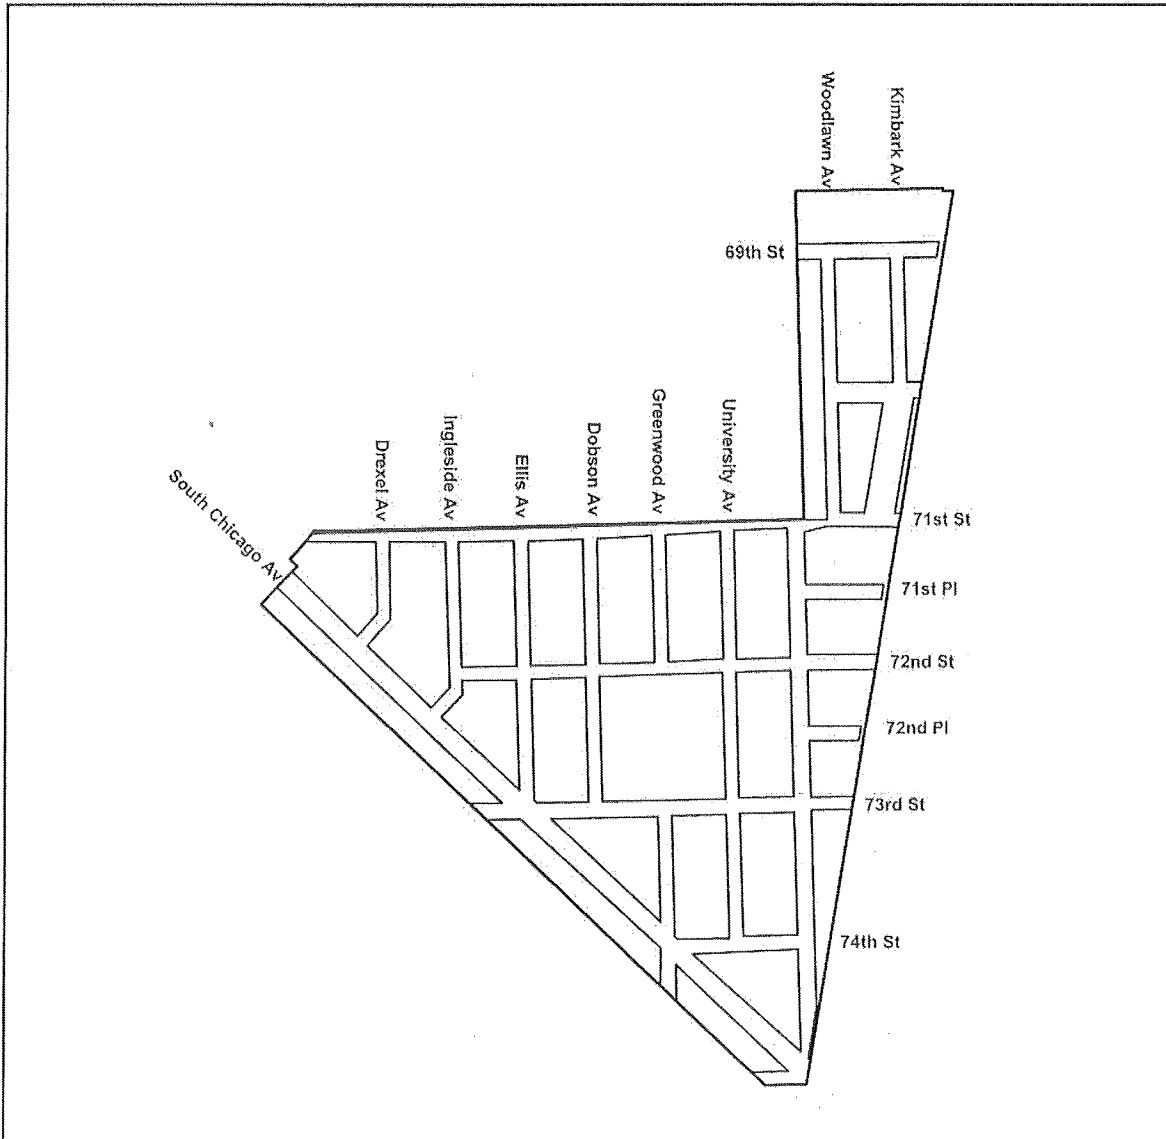 Woodlawn Av
Kimbark Av
69th St
Drexel Av
Ingleside Av
Ellis Av
Dobson Av
Greenwood Av
University Av
South Chicago Av
71st St
71st Pl
72nd St
72nd Pl
73rd St
74th St